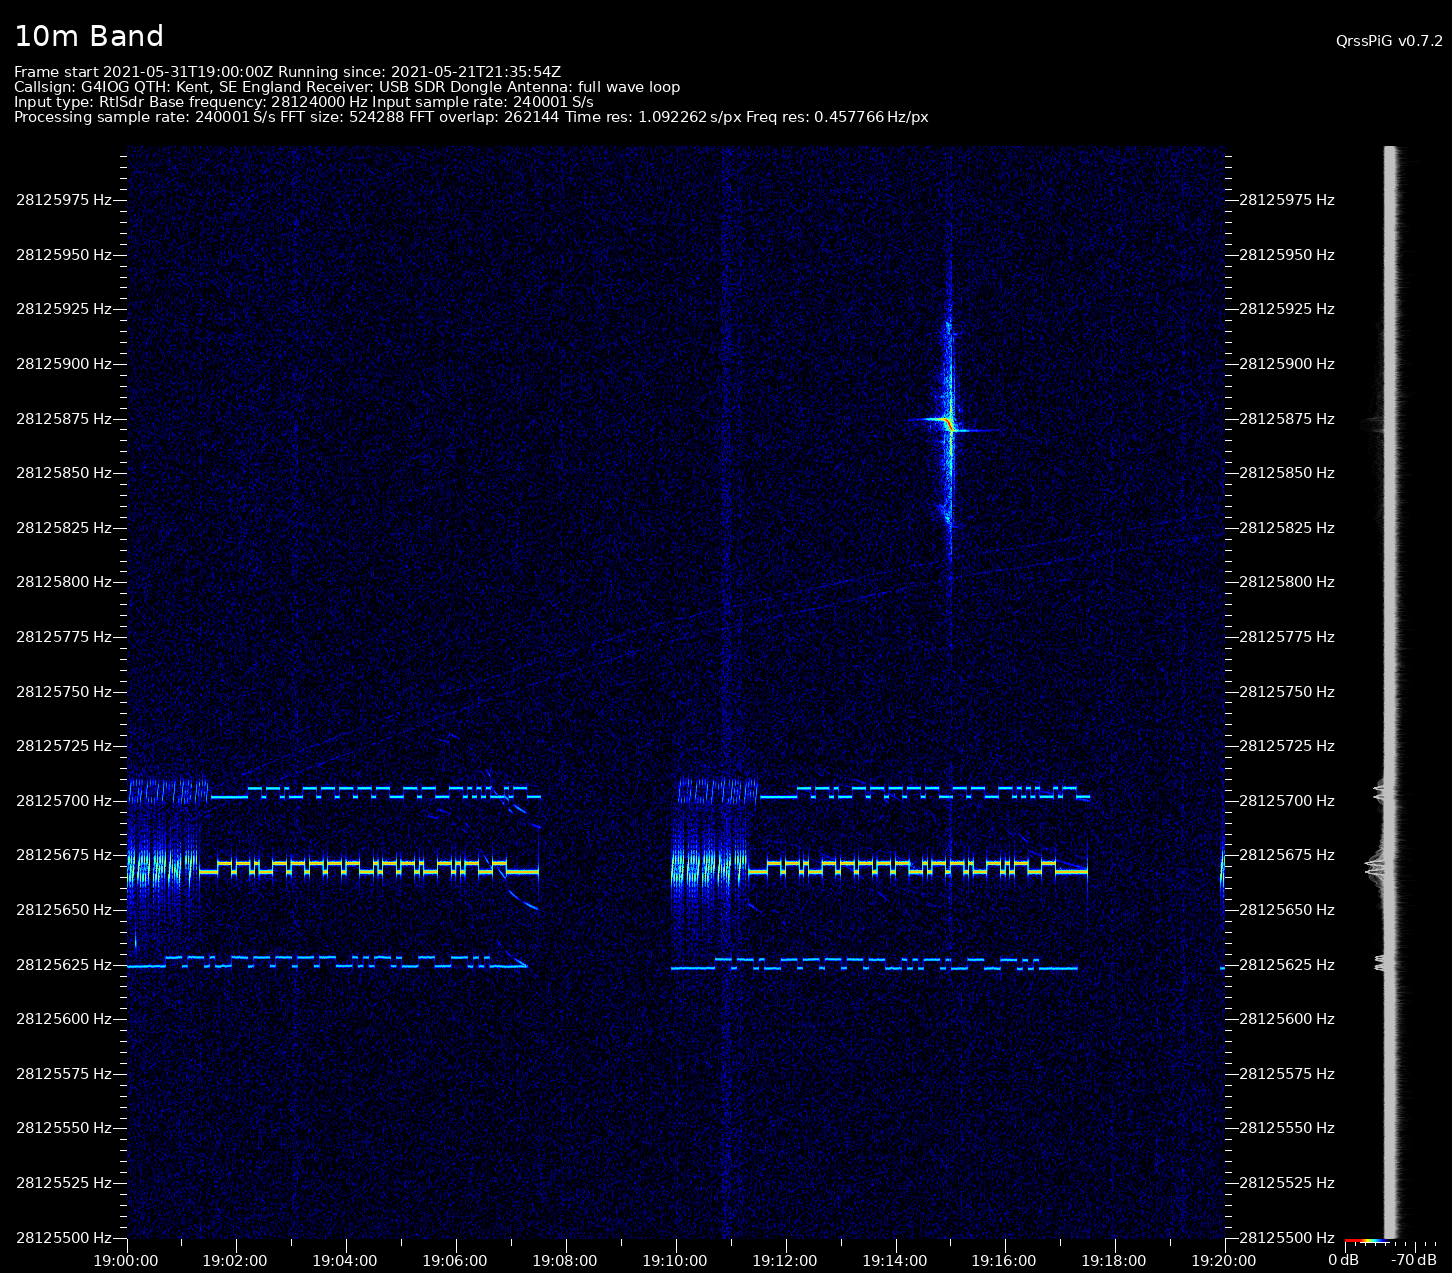 10m Band
QrssPiG v0.7.2
Frame start 2021-05-31T19:00:00Z Running since: 2021-05-21T21:35:54Z
Callsign: G4IOG QTH: Kent, SE England Receiver: USB SDR Dongle Antenna: full wave loop
Input type: RtlSdr Base frequency: 28124000 Hz Input sample rate: 240001 S/s
Processing sample rate: 240001 S/s FFT size: 524288 FFT overlap: 262144 Time res: 1.092262 s/px Freq res: 0.457766 Hz/px
28125975 Hz 28125975 Hz
28125950 Hz 28125950 Hz
28125925 Hz 28125925 Hz
28125900 Hz 28125900 Hz
28125875 Hz 28125875 Hz
28125850 Hz 28125850 Hz
28125825 Hz 28125825 Hz
28125800 Hz 28125800 Hz
28125775 Hz 28125775 Hz
28125750 Hz 28125750 Hz
28125725 Hz 28125725 Hz
28125700 Hz 28125700 Hz
28125675 Hz 28125675 Hz
28125650 Hz 28125650 Hz
28125625 Hz 28125625 Hz
28125600 Hz 28125600 Hz
28125575 Hz 28125575 Hz
28125550 Hz 28125550 Hz
28125525 Hz 28125525 Hz
28125500 Hz 28125500 Hz
19:00:00 19:02:00 19:04:00 19:06:00 19:08:00 19:10:00 19:12:00 19:14:00 19:16:00 19:18:00 19:20:00 0 dB -70 dB